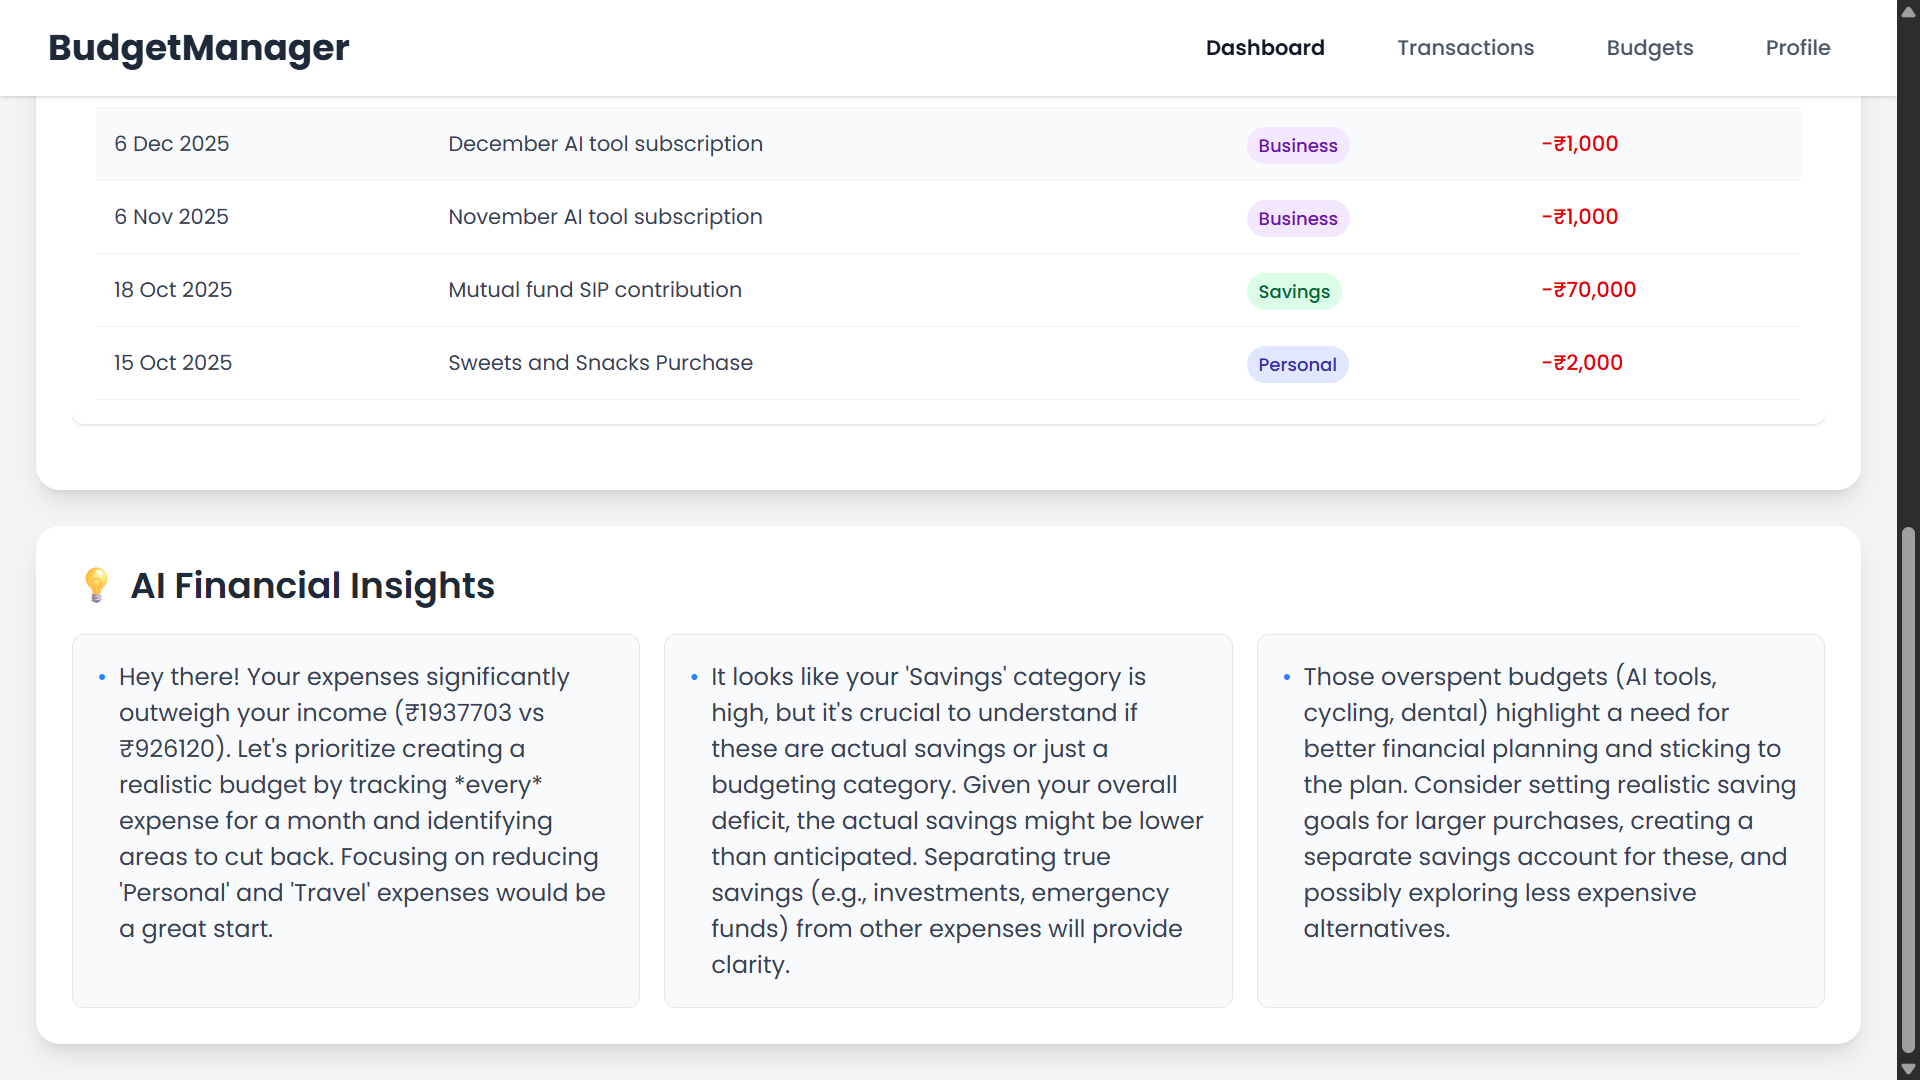 BudgetManager
Dashboard Transactions Budgets Profile
6 Dec 2025 December AI tool subscription Business -₹1,000
6 Nov 2025 November AI tool subscription Business -₹1,000
18 Oct 2025 Mutual fund SIP contribution Savings -₹70,000
15 Oct 2025 Sweets and Snacks Purchase Personal -₹2,000
AI Financial Insights
• Hey there! Your expenses significantly
outweigh your income (₹1937703 vs
₹926120). Let's prioritize creating a
realistic budget by tracking *every*
expense for a month and identifying
areas to cut back. Focusing on reducing
'Personal' and 'Travel' expenses would be
a great start.
• It looks like your 'Savings' category is
high, but it's crucial to understand if
these are actual savings or just a
budgeting category. Given your overall
deficit, the actual savings might be lower
than anticipated. Separating true
savings (e.g., investments, emergency
funds) from other expenses will provide
clarity.
• Those overspent budgets (AI tools,
cycling, dental) highlight a need for
better financial planning and sticking to
the plan. Consider setting realistic saving
goals for larger purchases, creating a
separate savings account for these, and
possibly exploring less expensive
alternatives.